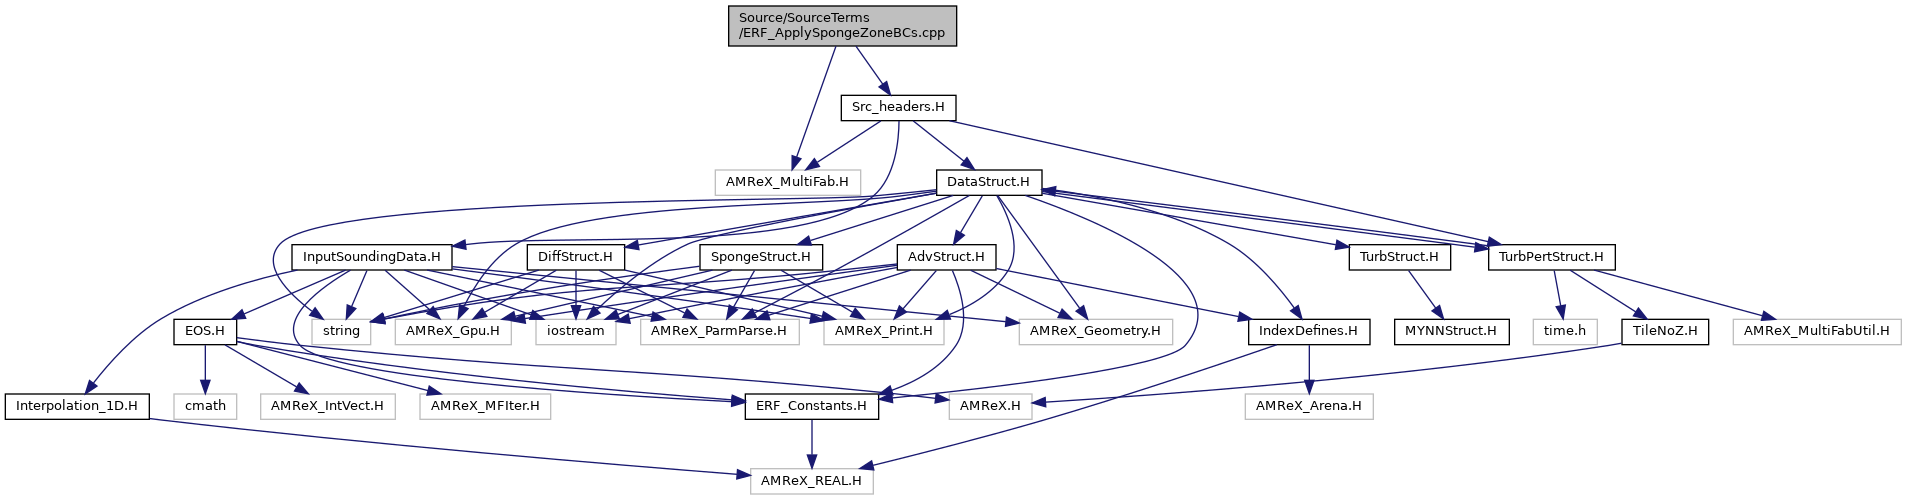 Source/SourceTerms
/ERF_ApplySpongeZoneBCs.cpp
Src_headers.H
AMReX_MultiFab.H
DataStruct.H
InputSoundingData.H
DiffStruct.H
SpongeStruct.H
AdvStruct.H
TurbStruct.H
TurbPertStruct.H
EOS.H
string
AMReX_Gpu.H
iostream
AMReX_ParmParse.H
AMReX_Print.H
AMReX_Geometry.H
IndexDefines.H
MYNNStruct.H
time.h
TileNoZ.H
AMReX_MultiFabUtil.H
Interpolation_1D.H
cmath
AMReX_IntVect.H
AMReX_MFIter.H
ERF_Constants.H
AMReX.H
AMReX_Arena.H
AMReX_REAL.H